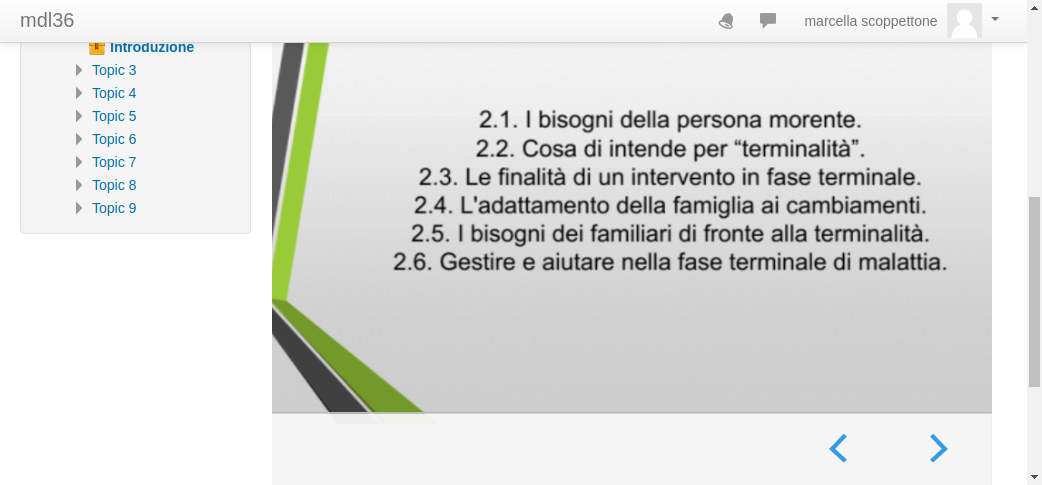 mdl36
marcella scoppettone
Introduzione
Topic 3
Topic 4
Topic 5
Topic 6
Topic 7
Topic 8
Topic 9
2.1. I bisogni della persona morente.
2.2. Cosa di intende per “terminalità”.
2.3. Le finalità di un intervento in fase terminale.
2.4. L'adattamento della famiglia ai cambiamenti.
2.5. I bisogni dei familiari di fronte alla terminalità.
2.6. Gestire e aiutare nella fase terminale di malattia.